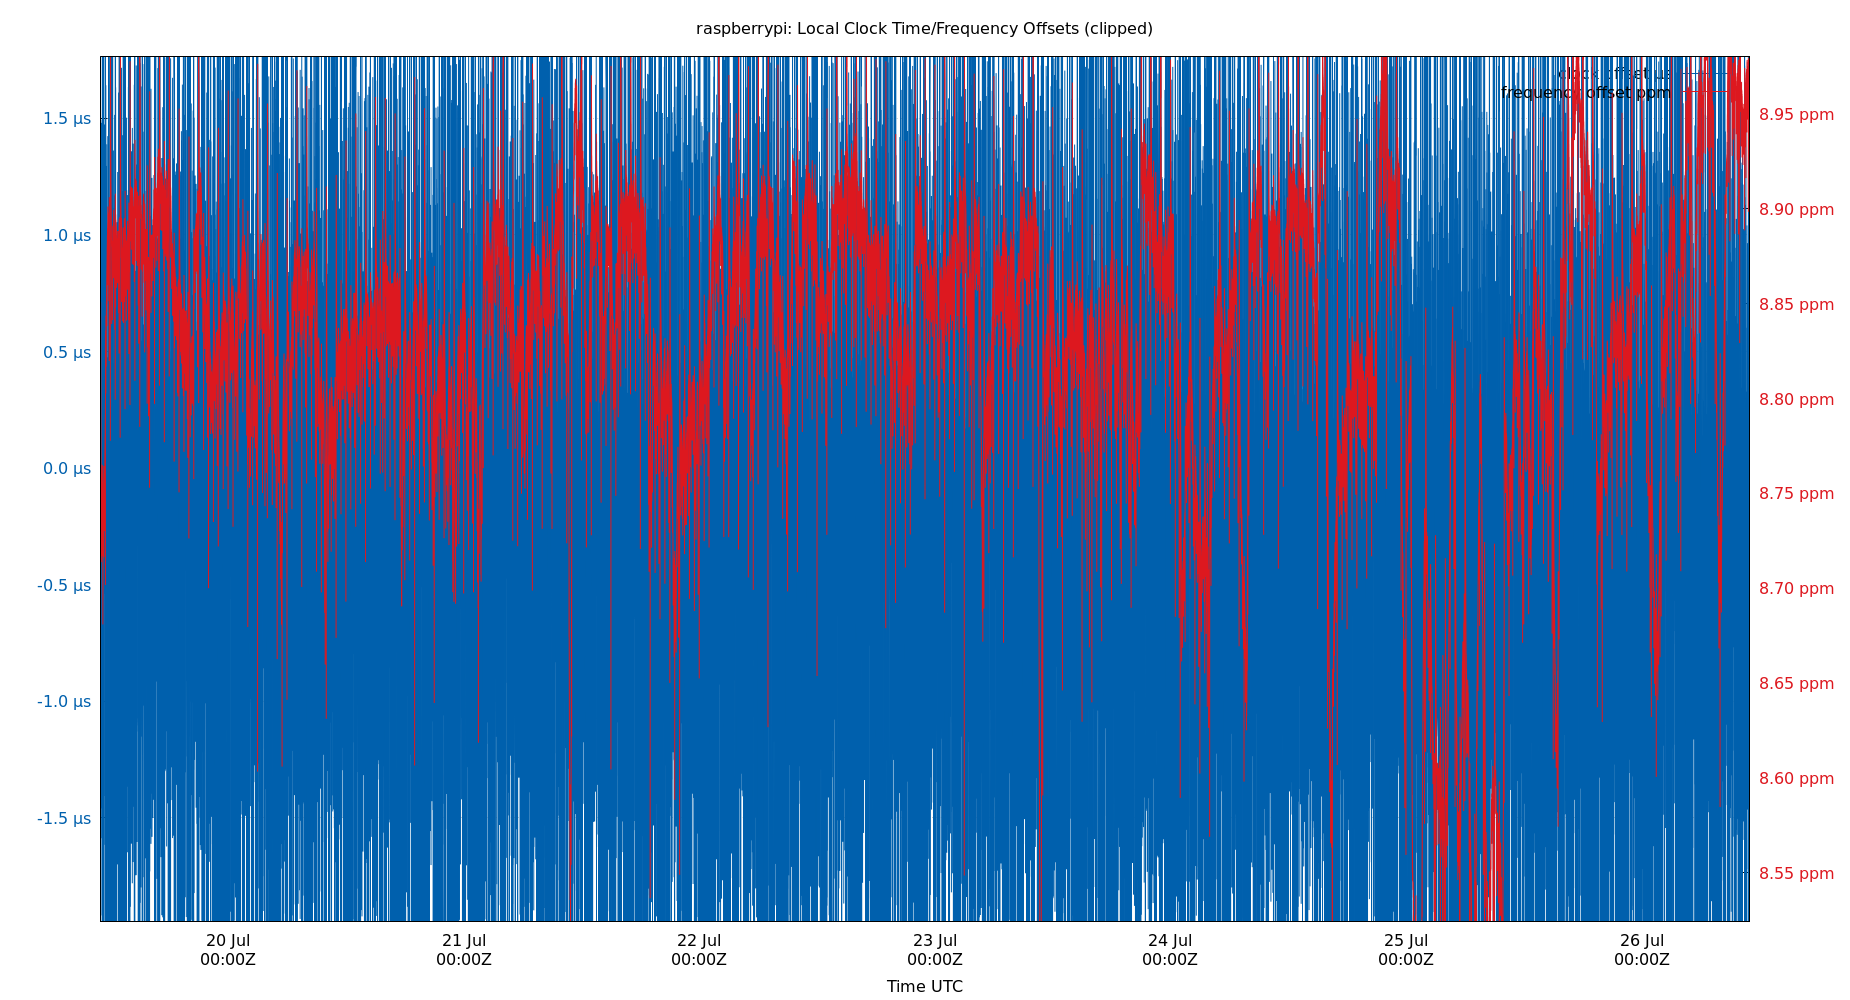 raspberrypi: Local Clock Time/Frequency Offsets (clipped)
clock offset µs
frequency offset ppm
1.5 µs
1.0 µs
0.5 µs
0.0 µs
-0.5 µs
-1.0 µs
-1.5 µs
8.95 ppm
8.90 ppm
8.85 ppm
8.80 ppm
8.75 ppm
8.70 ppm
8.65 ppm
8.60 ppm
8.55 ppm
20 Jul 21 Jul 22 Jul 23 Jul 24 Jul 25 Jul 26 Jul
00:00Z 00:00Z 00:00Z 00:00Z 00:00Z 00:00Z 00:00Z
Time UTC